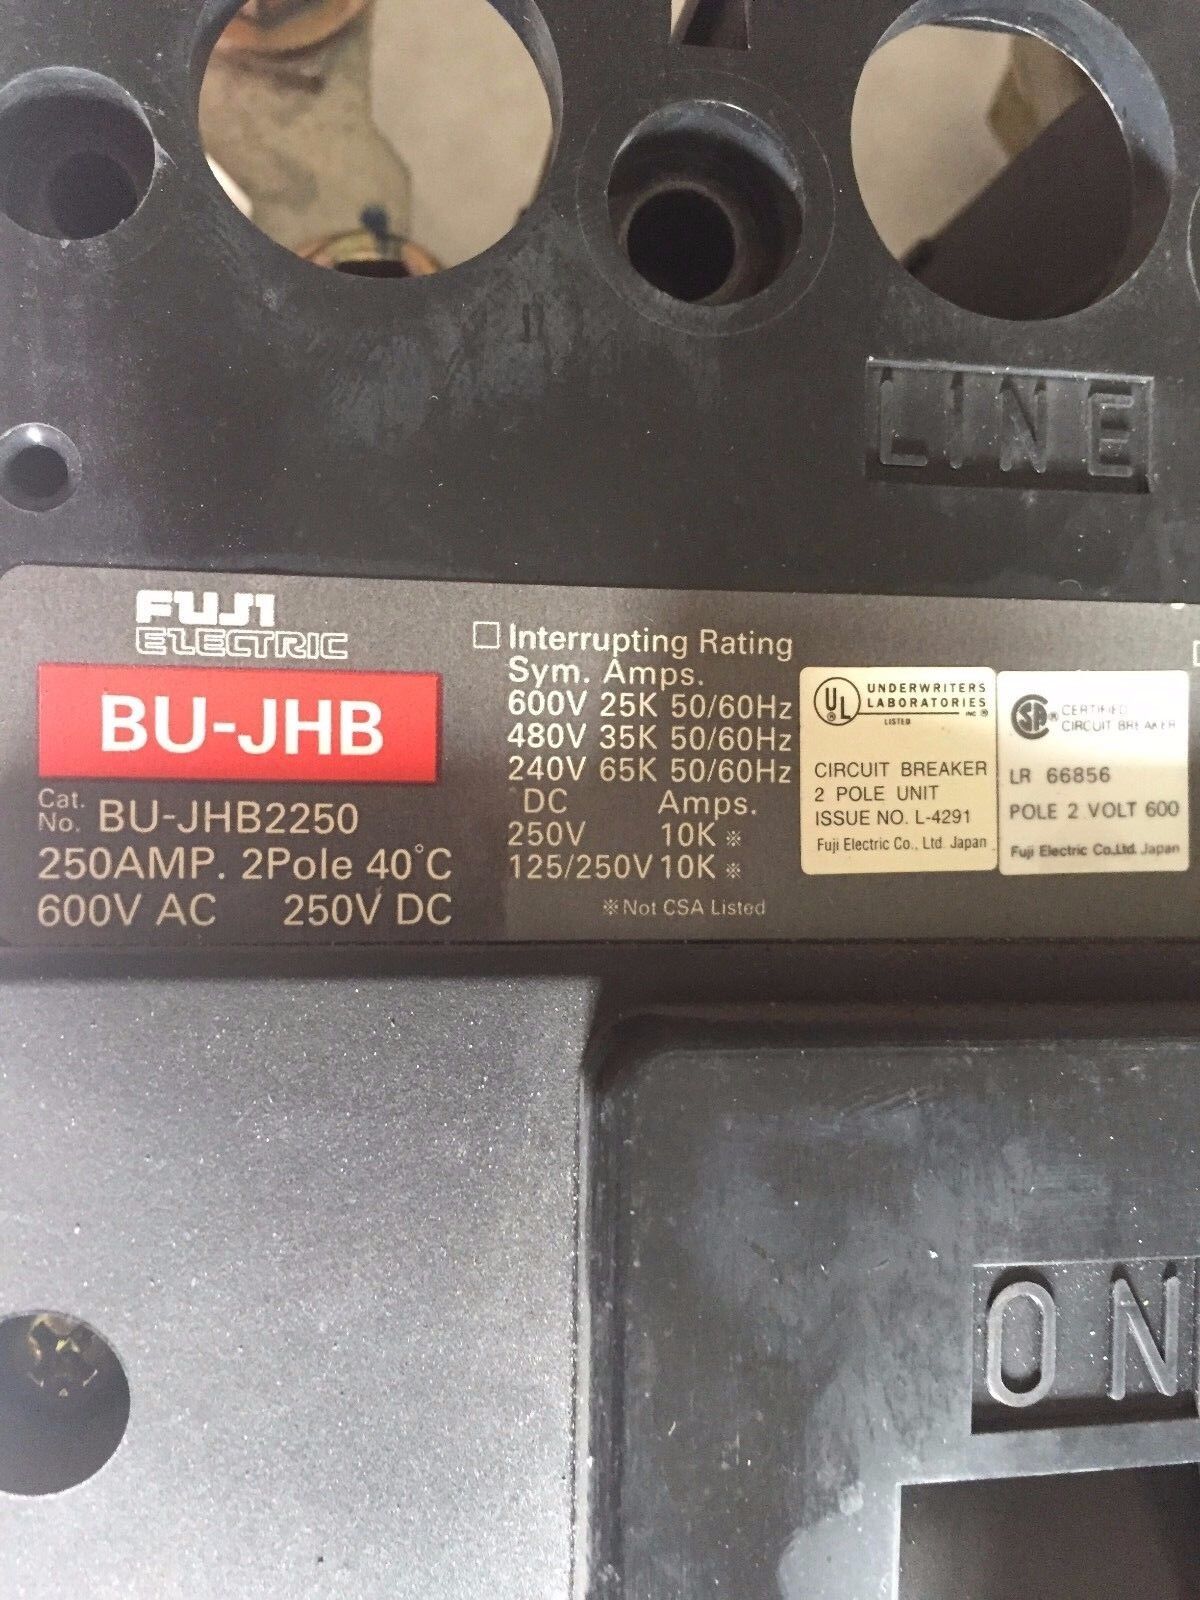 LINE
FUJI
ELECTRIC
BU-JHB
Cat.
No. BU-JHB2250
250AMP. 2Pole 40°C
600V AC 250V DC
□ Interrupting Rating
Sym. Amps.
600V 25K 50/60Hz
480V 35K 50/60Hz
240V 65K 50/60Hz
DC Amps.
250V 10K ※
125/250V 10K ※
※Not CSA Listed
UL ® UNDERWRITERS
LABORATORIES INC ®
LISTED
CIRCUIT BREAKER
2 POLE UNIT
ISSUE NO. L-4291
Fuji Electric Co., Ltd. Japan
SA ® CERTIFIED
CIRCUIT BREAKER
LR 66856
POLE 2 VOLT 600
Fuji Electric Co.Ltd. Japan
ON